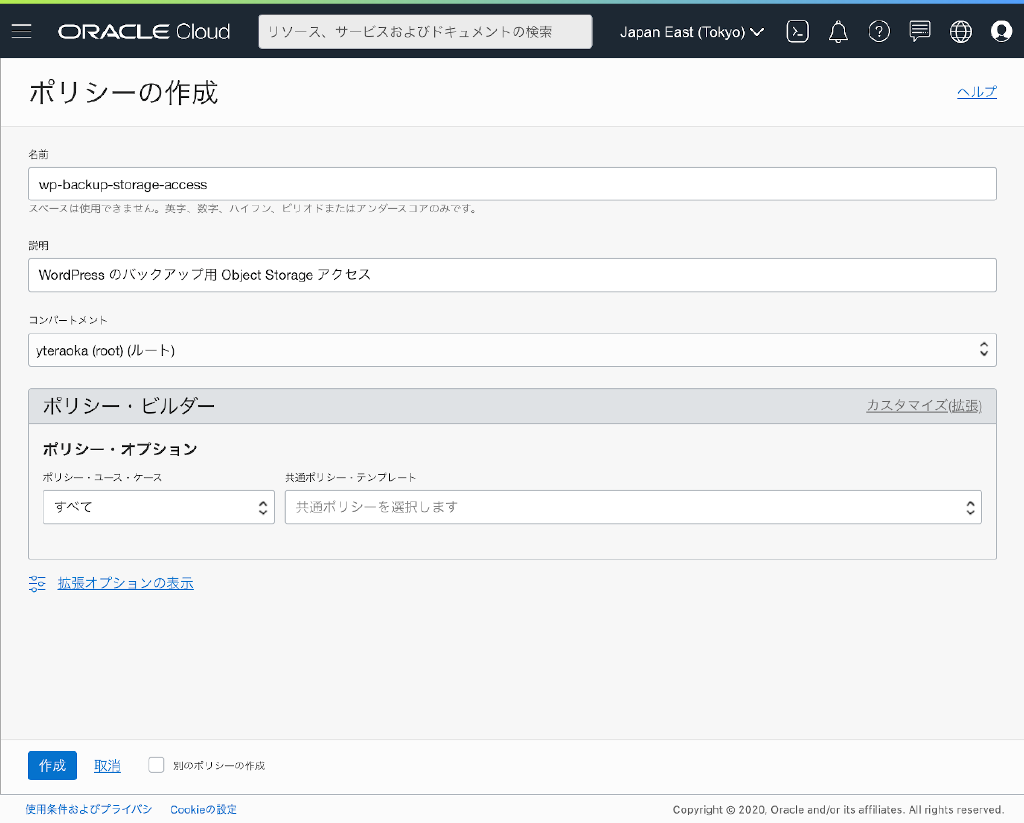 ORACLE Cloud
リソース、サービスおよびドキュメントの検索
Japan East (Tokyo)
ポリシーの作成
ヘルプ
名前
wp-backup-storage-access
スペースは使用できません。英字、数字、ハイフン、ピリオドまたはアンダースコアのみです。
説明
WordPress のバックアップ用 Object Storage アクセス
コンパートメント
yteraoka (root) (ルート)
ポリシー・ビルダー
カスタマイズ(拡張)
ポリシー・オプション
ポリシー・ユース・ケース
共通ポリシー・テンプレート
すべて
共通ポリシーを選択します
拡張オプションの表示
作成
取消
別のポリシーの作成
使用条件およびプライバシ
Cookieの設定
Copyright © 2020, Oracle and/or its affiliates. All rights reserved.